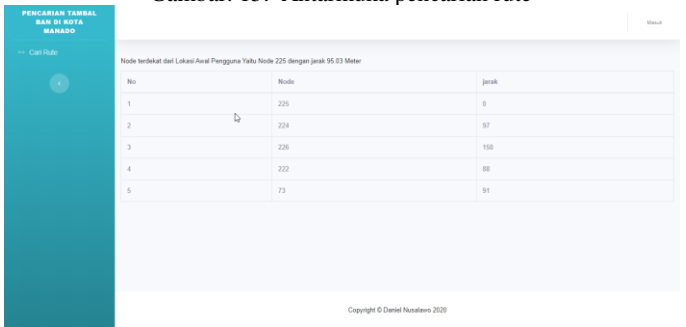 Gambar. 13. Antarmuka pencarian rute
PENCARIAN TAMBAL
BAN DI KOTA
MANADO
Masuk
Cari Rute
Node terdekat dari Lokasi Awal Pengguna Yaitu Node 225 dengan jarak 95.03 Meter
No Node jarak
1 225 0
2 224 97
3 226 150
4 222 88
5 73 91
Copyright © Daniel Nusalawo 2020